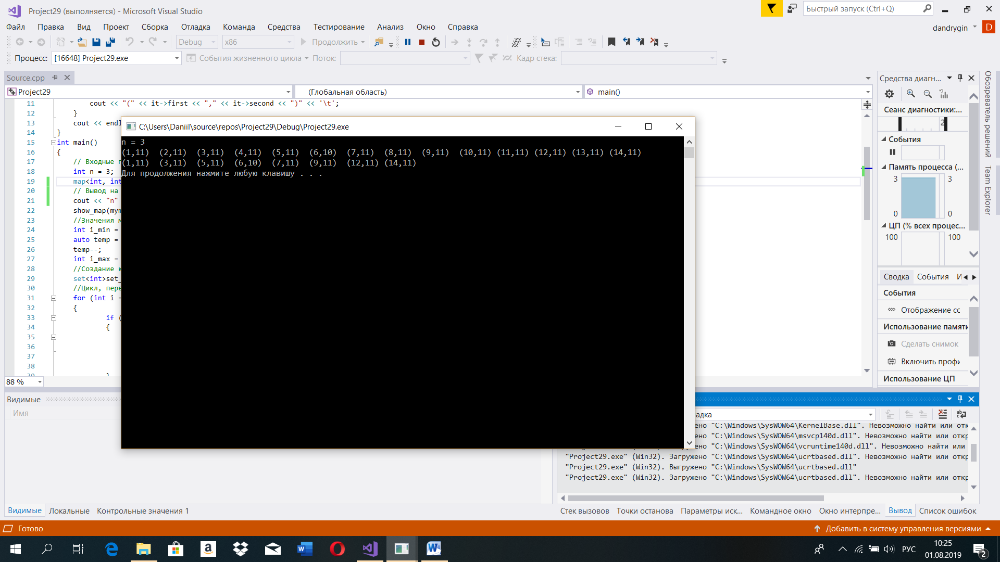 Project29 (выполняется) - Microsoft Visual Studio
Быстрый запуск (Ctrl+Q)
Файл Правка Вид Проект Сборка Отладка Команда Средства Тестирование Анализ Окно Справка
dandrygin D
Debug x86 Продолжить
Процесс: [16648] Project29.exe События жизненного цикла Поток: Кадр стека:
Source.cpp
Project29 (Глобальная область) main()
11 cout << "(" << it->first << "," << it->second << ")" << '\t';
12 }
13 cout << endl
14 }
15 int main()
16 {
17 // Входные п
18 int n = 3;
19 map<int, int
20 // Вывод на
21 cout << "n"
22 show_map(mym
23 //Значения м
24 int i_min =
25 auto temp =
26 temp--;
27 int i_max =
28 //Создание к
29 set<int>set_
30 //Цикл, пере
31 for (int i =
32 {
33 if (
34 {
35
36
37
38
39 }
88 %
C:\Users\Daniil\source\repos\Project29\Debug\Project29.exe
n = 3
(1,11) (2,11) (3,11) (4,11) (5,11) (6,10) (7,11) (8,11) (9,11) (10,11) (11,11) (12,11) (13,11) (14,11)
(1,11) (3,11) (5,11) (6,10) (7,11) (9,11) (12,11) (14,11)
Для продолжения нажмите любую клавишу . . .
Средства диагн...
Сеанс диагностики:...
2
События
Память процесса (...
3 3
0 0
ЦП (% всех процес...
100 100
Сводка События И
События
Отображение сс
Использование памяти
Сделать снимок
Включить профи
Использование ЦП
Обозреватель решений
Team Explorer
Видимые
Имя
адка
ено "C:\Windows\SysWOW64\KernelBase.dll". Невозможно найти или отк
ено "C:\Windows\SysWOW64\msvcp140d.dll". Невозможно найти или отк
ено "C:\Windows\SysWOW64\vcruntime140d.dll". Невозможно найти или
"Project29.exe" (Win32). Загружено "C:\Windows\SysWOW64\ucrtbased.dll". Невозможно найти или откр
"Project29.exe" (Win32). Выгружено "C:\Windows\SysWOW64\ucrtbased.dll"
"Project29.exe" (Win32). Загружено "C:\Windows\SysWOW64\ucrtbased.dll". Невозможно найти или откр
Видимые Локальные Контрольные значения 1
Стек вызовов Точки останова Параметры иск... Командное окно Окно интерпре... Вывод Список ошибок
Готово
Добавить в систему управления версиями
РУС
10:25
01.08.2019
2